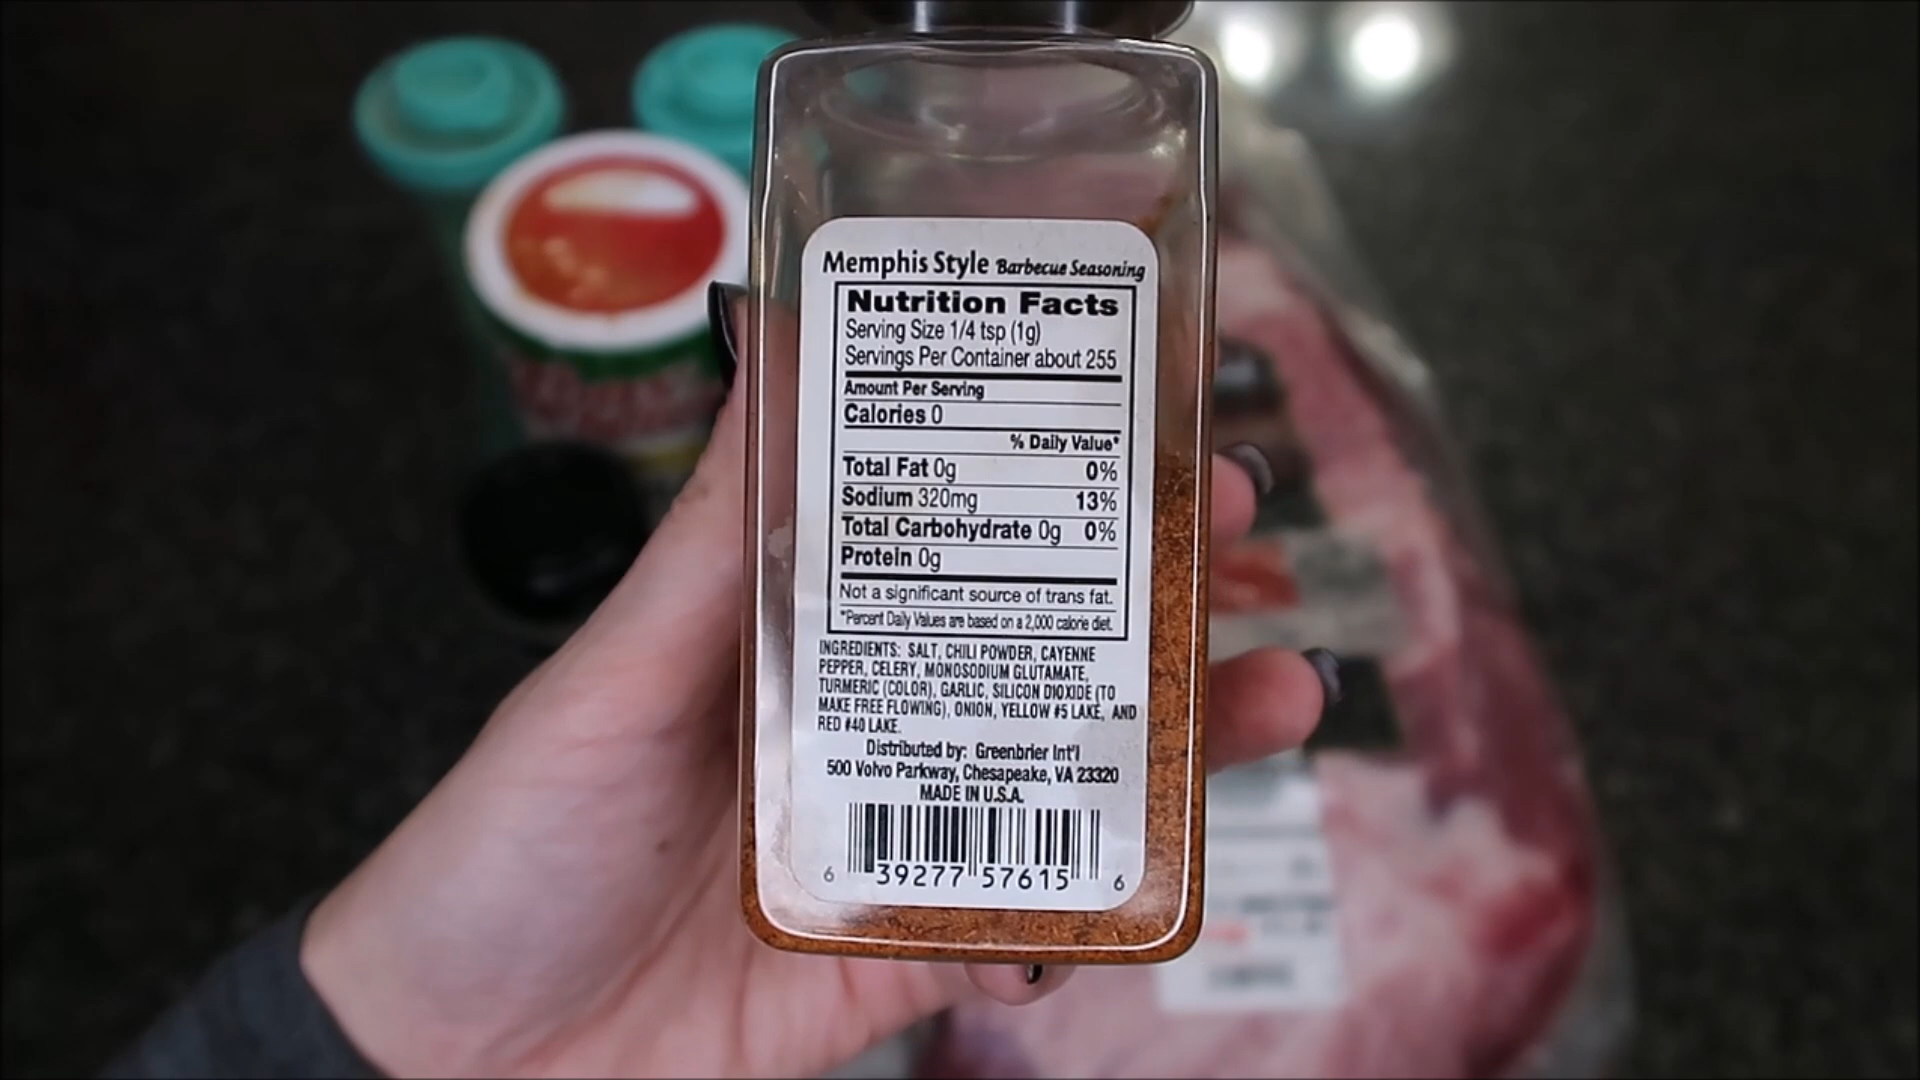 Memphis Style Barbecue Seasoning
Nutrition Facts
Serving Size 1/4 tsp (1g)
Servings Per Container about 255
Amount Per Serving
Calories 0
% Daily Value*
Total Fat 0g 0%
Sodium 320mg 13%
Total Carbohydrate 0g 0%
Protein 0g
Not a significant source of trans fat.
*Percent Daily Values are based on a 2,000 calorie diet.
INGREDIENTS: SALT, CHILI POWDER, CAYENNE
PEPPER, CELERY, MONOSODIUM GLUTAMATE,
TURMERIC (COLOR), GARLIC, SILICON DIOXIDE (TO
MAKE FREE FLOWING), ONION, YELLOW #5 LAKE, AND
RED #40 LAKE.
Distributed by: Greenbrier Int'l
500 Volvo Parkway, Chesapeake, VA 23320
MADE IN U.S.A.
6 39277 57615 6